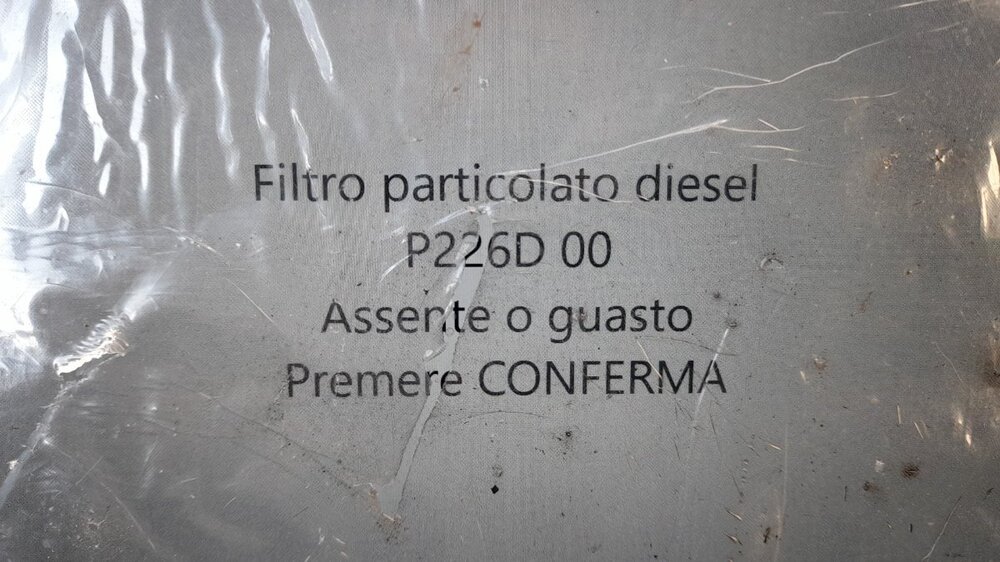 Filtro particolato diesel
P226D 00
Assente o guasto
Premere CONFERMA